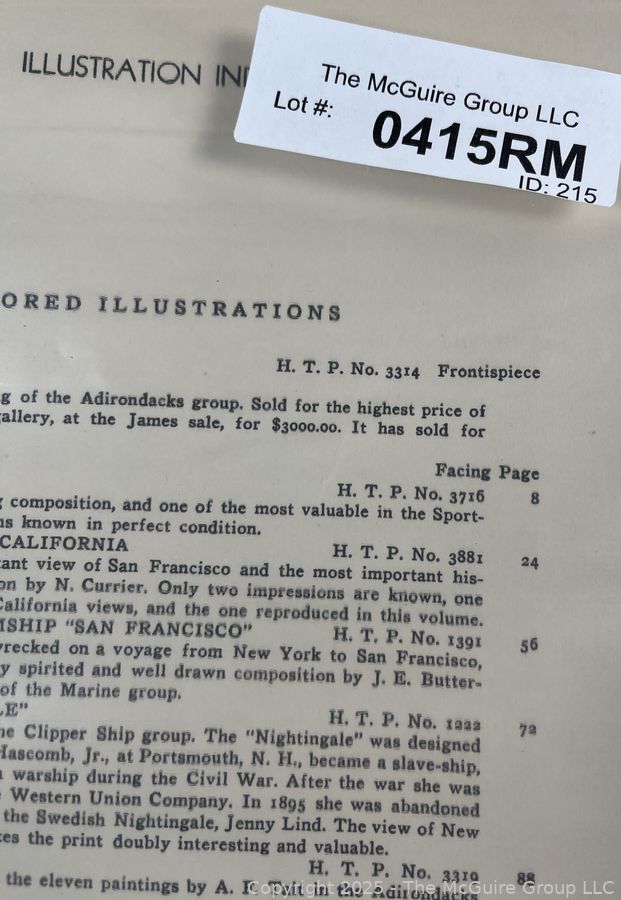 ILLUSTRATION
The McGuire Group LLC
Lot #:
0415RM
ID: 215
ORED ILLUSTRATIONS
H. T. P. No. 3314 Frontispiece
g of the Adirondacks group. Sold for the highest price of
allery, at the James sale, for $3000.00. It has sold for
Facing Page
H. T. P. No. 3716 8
g composition, and one of the most valuable in the Sport-
ns known in perfect condition.
CALIFORNIA H. T. P. No. 3881 24
tant view of San Francisco and the most important his-
on by N. Currier. Only two impressions are known, one
California views, and the one reproduced in this volume.
MSHIP "SAN FRANCISCO" H. T. P. No. 1391 56
wrecked on a voyage from New York to San Francisco,
y spirited and well drawn composition by J. E. Butter-
of the Marine group.
LE" H. T. P. No. 1222 72
he Clipper Ship group. The "Nightingale" was designed
Hascomb, Jr., at Portsmouth, N. H., became a slave-ship,
a warship during the Civil War. After the war she was
Western Union Company. In 1895 she was abandoned
the Swedish Nightingale, Jenny Lind. The view of New
kes the print doubly interesting and valuable.
H. T. P. No. 3319 88
the eleven paintings by A. F. Tait in the Adirondacks
Copyright 2025 - The McGuire Group LLC